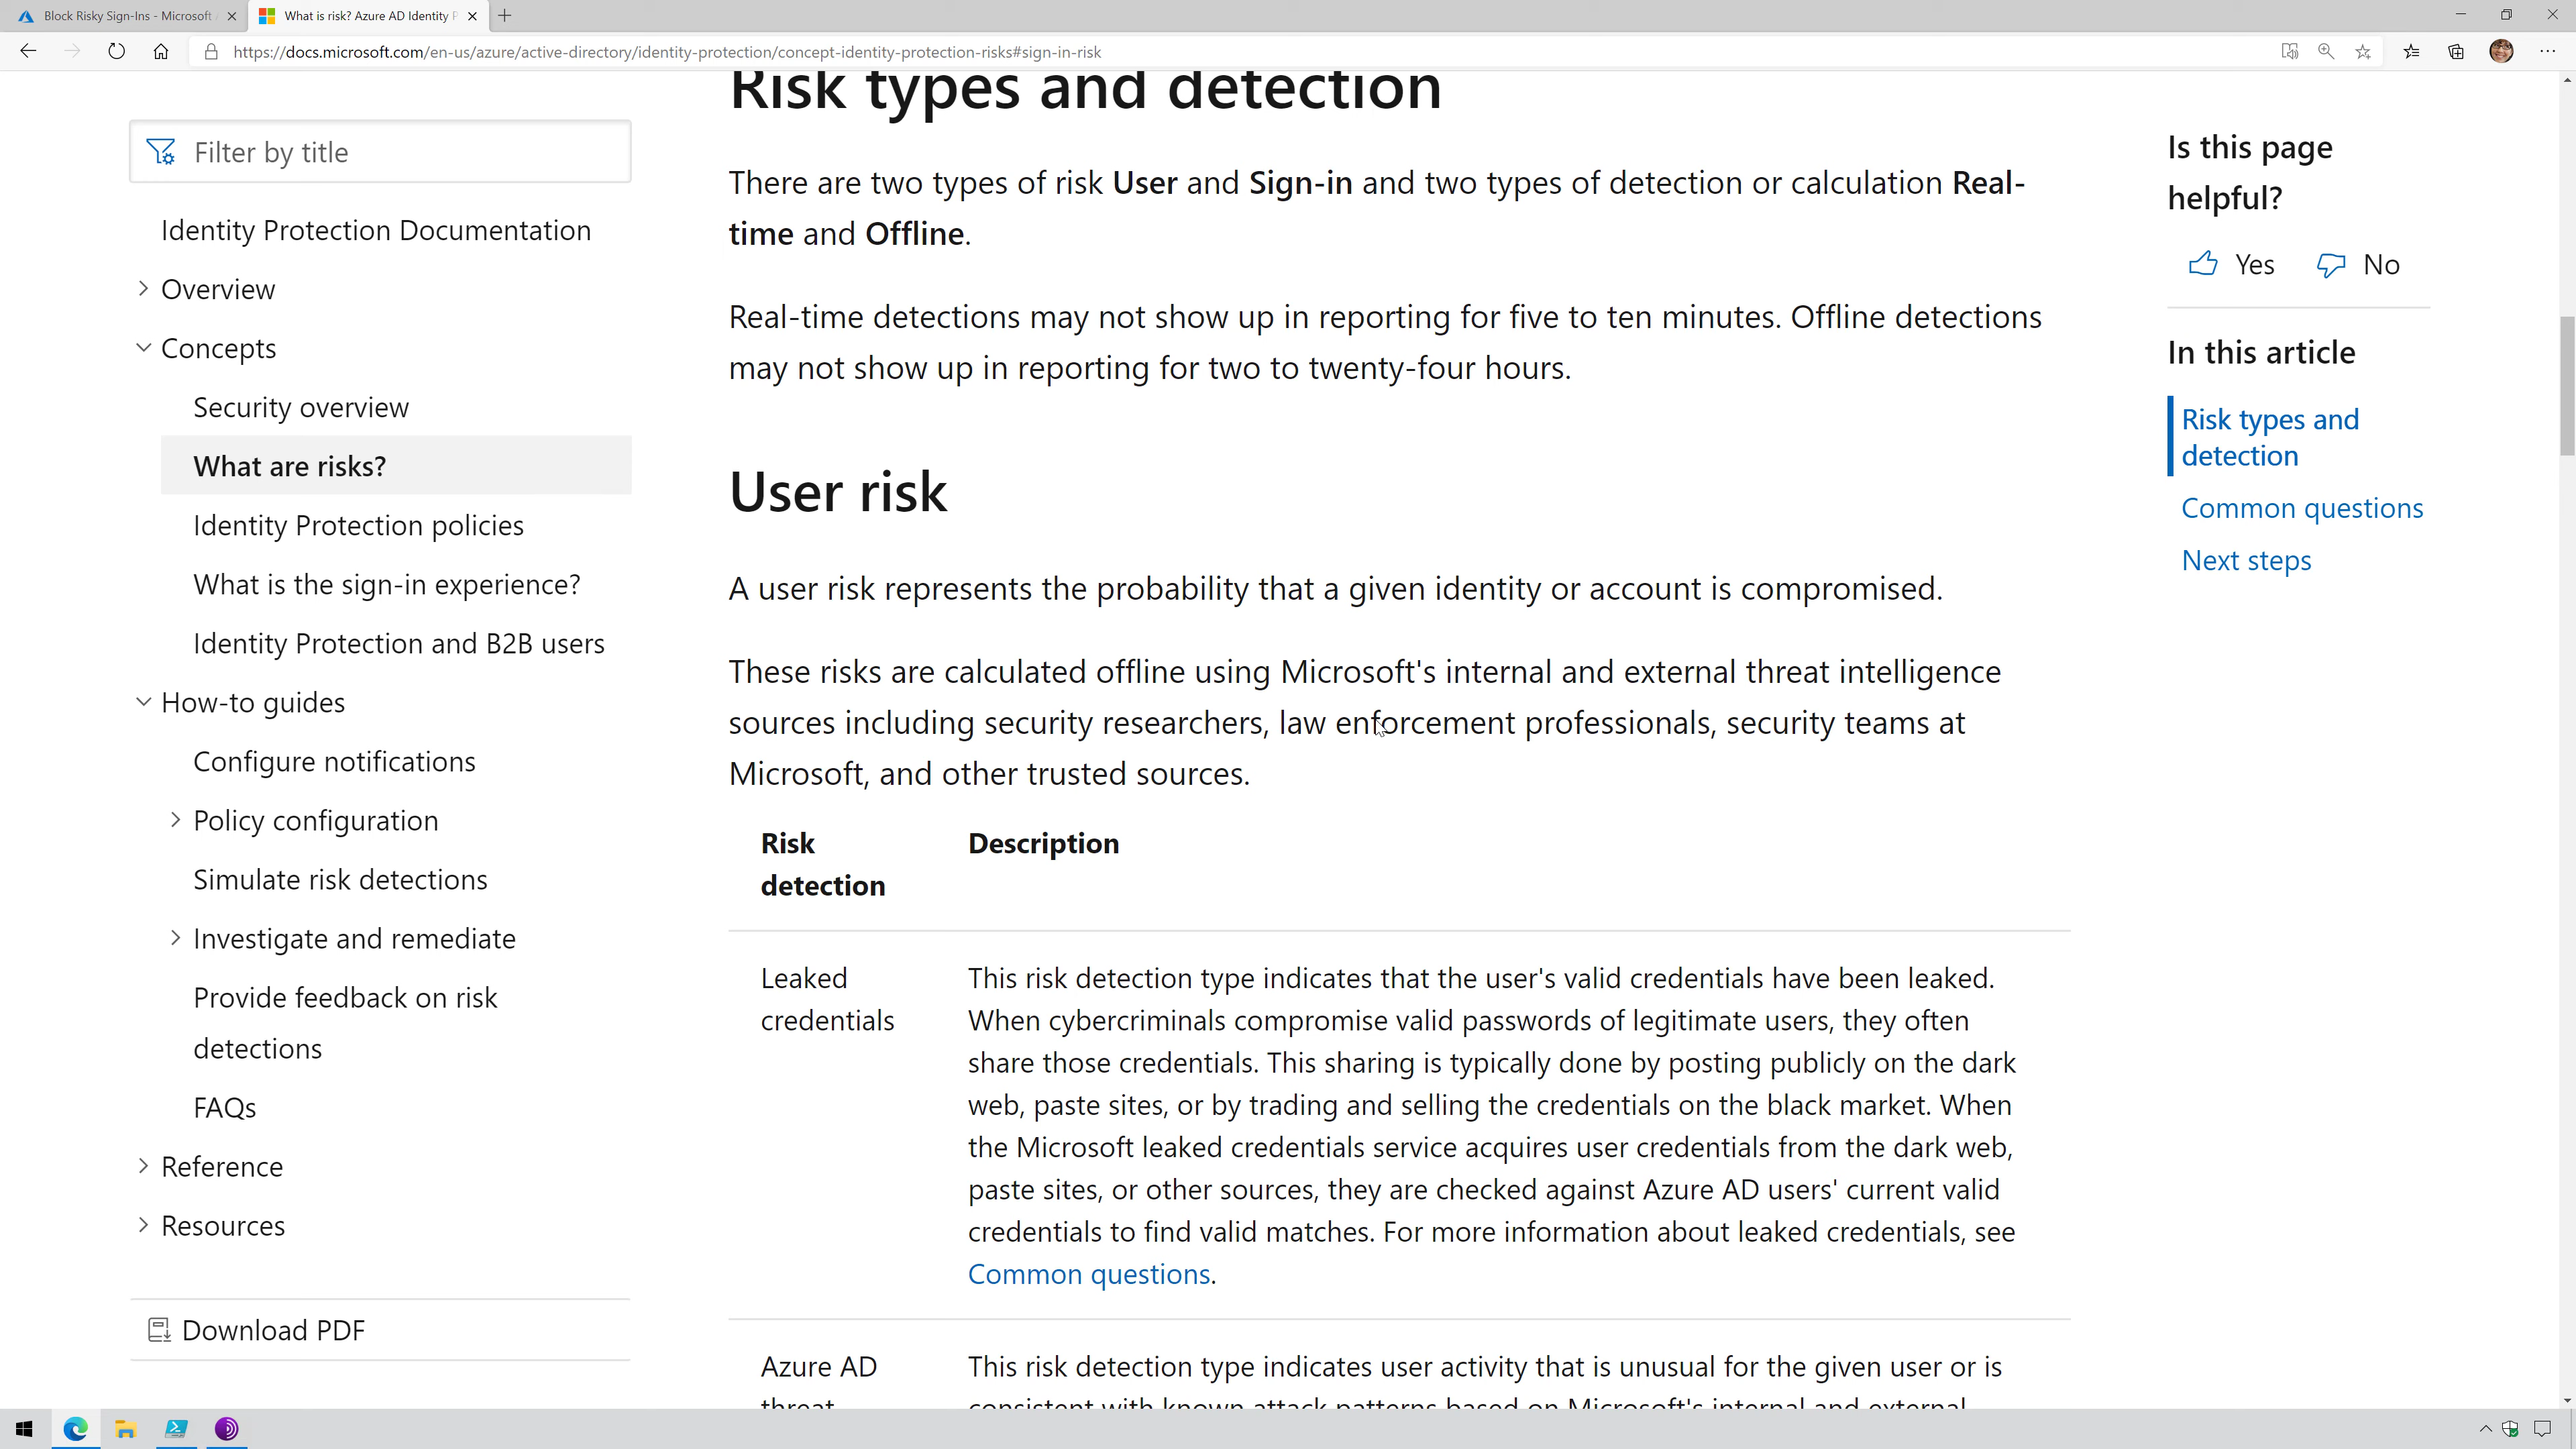 Block Risky Sign-Ins - Microsoft
What is risk? Azure AD Identity P
https://docs.microsoft.com/en-us/azure/active-directory/identity-protection/concept-identity-protection-risks#sign-in-risk
Filter by title
Identity Protection Documentation
Overview
Concepts
Security overview
What are risks?
Identity Protection policies
What is the sign-in experience?
Identity Protection and B2B users
How-to guides
Configure notifications
Policy configuration
Simulate risk detections
Investigate and remediate
Provide feedback on risk
detections
FAQs
Reference
Resources
Download PDF
Risk types and detection
There are two types of risk User and Sign-in and two types of detection or calculation Real-
time and Offline.
Real-time detections may not show up in reporting for five to ten minutes. Offline detections
may not show up in reporting for two to twenty-four hours.
User risk
A user risk represents the probability that a given identity or account is compromised.
These risks are calculated offline using Microsoft's internal and external threat intelligence
sources including security researchers, law enforcement professionals, security teams at
Microsoft, and other trusted sources.
Risk
detection
Description
Leaked
credentials
This risk detection type indicates that the user's valid credentials have been leaked.
When cybercriminals compromise valid passwords of legitimate users, they often
share those credentials. This sharing is typically done by posting publicly on the dark
web, paste sites, or by trading and selling the credentials on the black market. When
the Microsoft leaked credentials service acquires user credentials from the dark web,
paste sites, or other sources, they are checked against Azure AD users' current valid
credentials to find valid matches. For more information about leaked credentials, see
Common questions.
Azure AD
threat
This risk detection type indicates user activity that is unusual for the given user or is
consistent with known attack patterns based on Microsoft's internal and external
Is this page
helpful?
Yes
No
In this article
Risk types and
detection
Common questions
Next steps